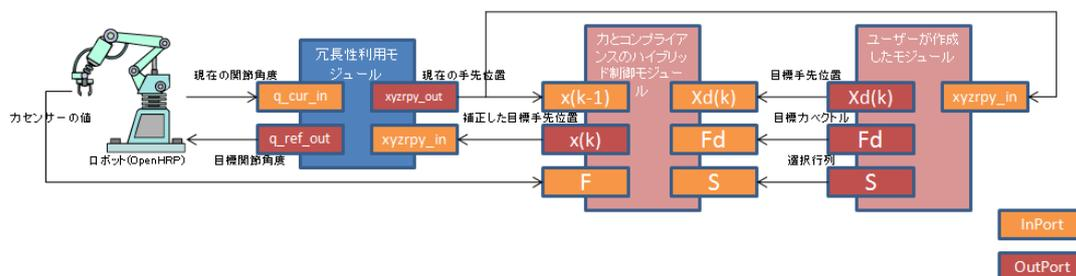 冗長性利用モ
ジュール
力とコンプライア
ンスのハイブリッ
ド制御モジュー
ル
ユーザーが作成
したモジュール
現在の関節角度
現在の手先位置
目標手先位置
q_cur_in
xyzrpy_out
x(k-1)
Xd(k)
Xd(k)
xyzrpy_in
力センサーの値
補正した目標手先位置
目標力ベクトル
q_ref_out
xyzrpy_in
x(k)
Fd
Fd
ロボット(OpenHRP)
目標関節角度
選択行列
F
S
S
InPort
OutPort